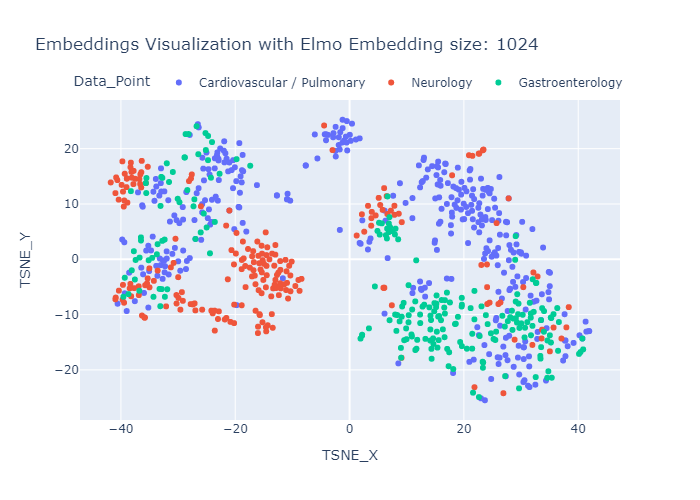 Embeddings Visualization with Elmo Embedding size: 1024
Data_Point
Cardiovascular / Pulmonary
Neurology
Gastroenterology
20
10
0
−10
−20
TSNE_Y
−40
−20
0
20
40
TSNE_X